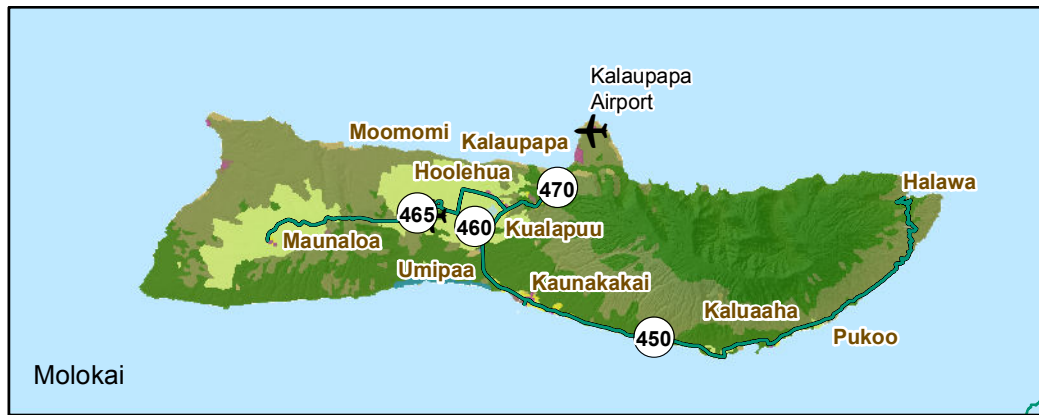 Kalaupapa
Airport
Moomomi
Kalaupapa
Hoolehua
470
Halawa
465
460
Kualapuu
Maunaloa
Umipaa
Kaunakakai
Kaluaaha
450
Pukoo
Molokai